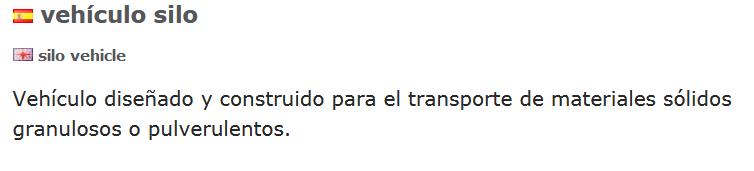 vehículo silo
silo vehicle
Vehículo diseñado y construido para el transporte de materiales sólidos
granulosos o pulverulentos.